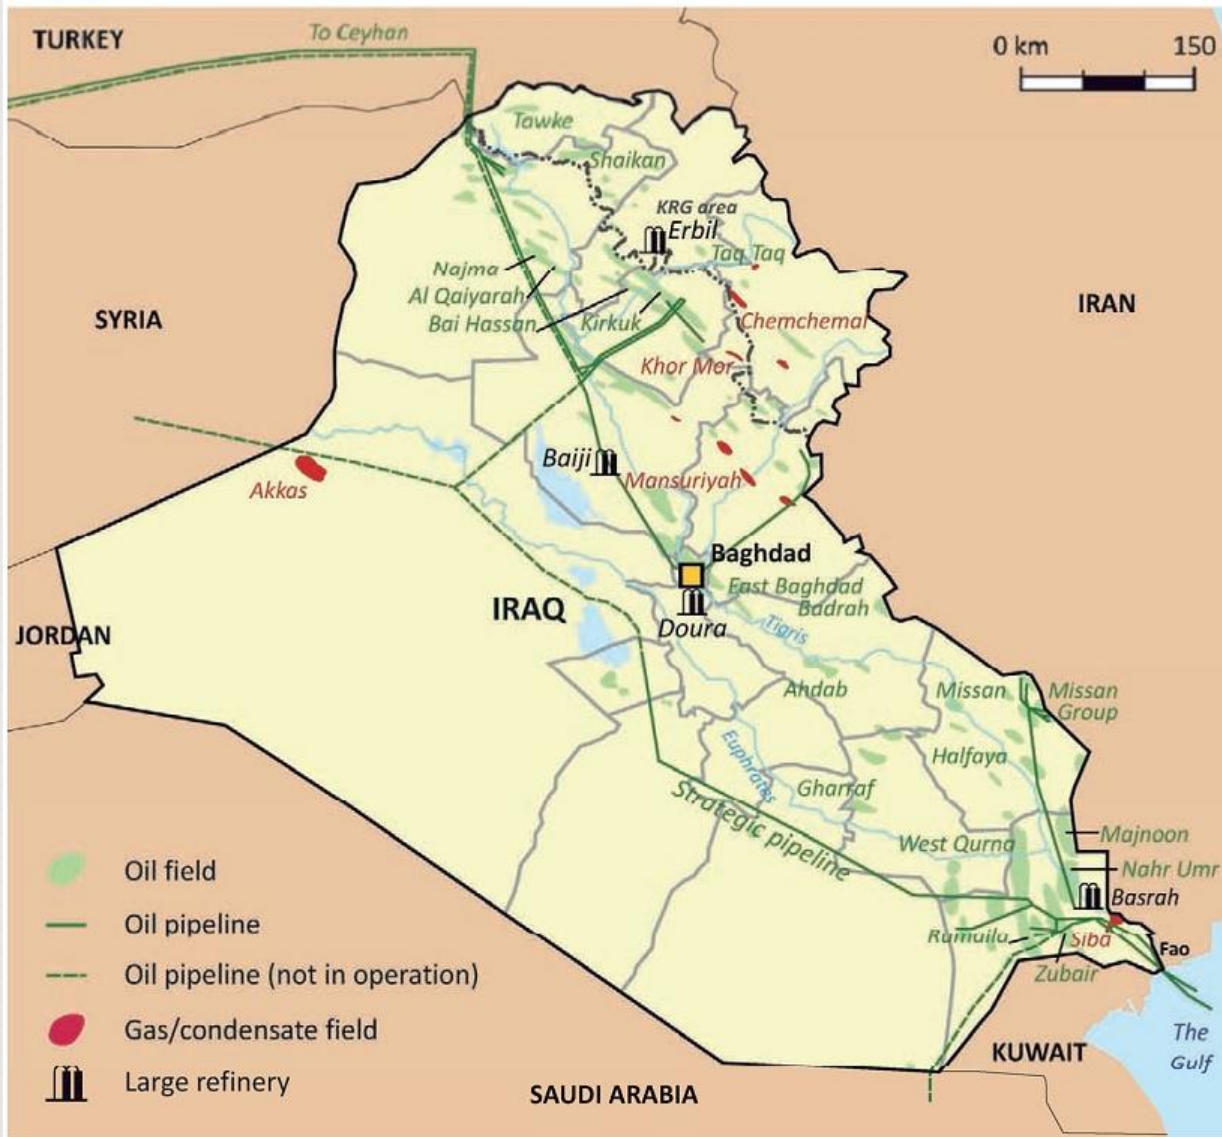 TURKEY
To Ceyhan
0 km 150
Tawke
Shaikan
KRG area
Erbil
Taq Taq
Najma
Al Qaiyarah
Bai Hassan
Kirkuk
Chemchemal
Khor Mor
SYRIA
IRAN
Baiji
Mansuriyah
Akkas
Baghdad
East Baghdad
Badrah
IRAQ
Doura
Tigris
JORDAN
Ahdab
Missan
Missan
Group
Euphrates
Halfaya
Gharraf
Strategic pipeline
West Qurna
Majnoon
Nahr Umr
Basrah
Rumaila
Siba
Fao
Zubair
The
Gulf
KUWAIT
SAUDI ARABIA
Oil field
Oil pipeline
Oil pipeline (not in operation)
Gas/condensate field
Large refinery